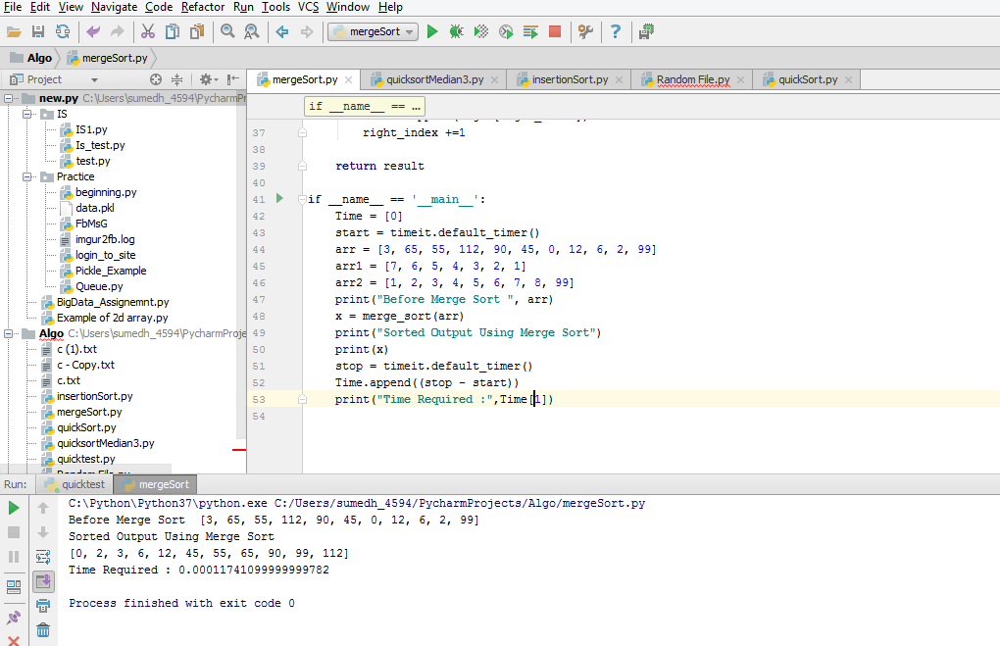 File Edit View Navigate Code Refactor Run Tools VCS Window Help
mergeSort
Algo mergeSort.py
Project
mergeSort.py quicksortMedian3.py insertionSort.py Random File.py quickSort.py
new.py C:\Users\sumedh_4594\PycharmPr
IS
IS1.py
Is_test.py
test.py
Practice
beginning.py
data.pkl
FbMsG
imgur2fb.log
login_to_site
Pickle_Example
Queue.py
BigData_Assignemnt.py
Example of 2d array.py
Algo C:\Users\sumedh_4594\PycharmProje
c (1).txt
c - Copy.txt
c.txt
insertionSort.py
mergeSort.py
quickSort.py
quicksortMedian3.py
quicktest.py
Random File.py
if __name__ == ...
37 right_index +=1
38
39 return result
40
41 if __name__ == '__main__':
42 Time = [0]
43 start = timeit.default_timer()
44 arr = [3, 65, 55, 112, 90, 45, 0, 12, 6, 2, 99]
45 arr1 = [7, 6, 5, 4, 3, 2, 1]
46 arr2 = [1, 2, 3, 4, 5, 6, 7, 8, 99]
47 print("Before Merge Sort ", arr)
48 x = merge_sort(arr)
49 print("Sorted Output Using Merge Sort")
50 print(x)
51 stop = timeit.default_timer()
52 Time.append((stop - start))
53 print("Time Required :",Time[1])
54
Run: quicktest mergeSort
C:\Python\Python37\python.exe C:/Users/sumedh_4594/PycharmProjects/Algo/mergeSort.py
Before Merge Sort  [3, 65, 55, 112, 90, 45, 0, 12, 6, 2, 99]
Sorted Output Using Merge Sort
[0, 2, 3, 6, 12, 45, 55, 65, 90, 99, 112]
Time Required : 0.00011741099999999782
Process finished with exit code 0